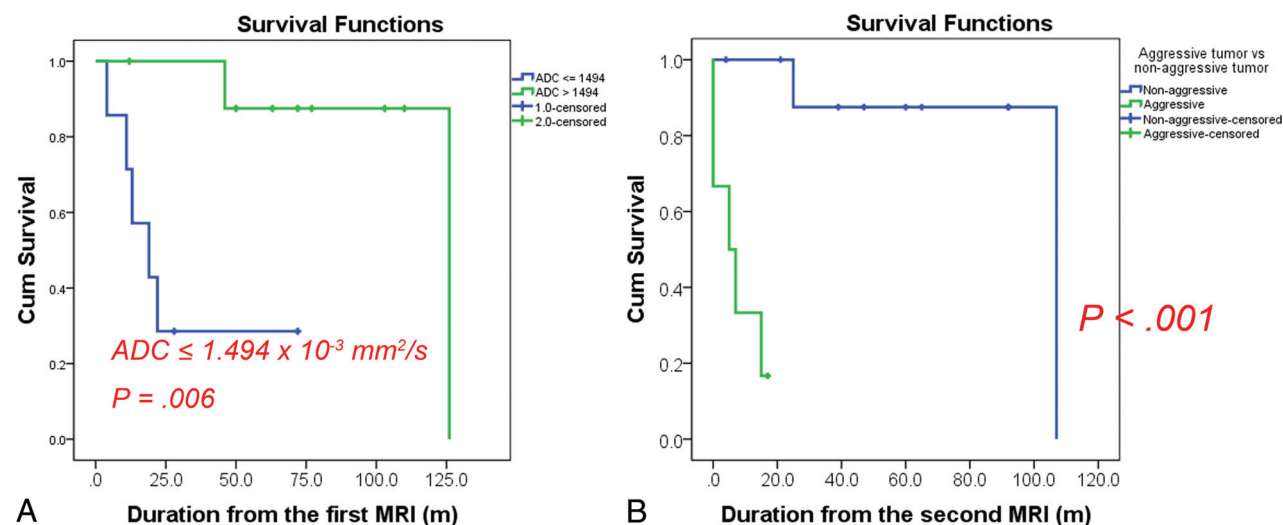 Survival Functions
1.0
0.8
0.6
0.4
0.2
0.0
Cum Survival
.0 25.0 50.0 75.0 100.0 125.0
Duration from the first MRI (m)
ADC <= 1494
ADC > 1494
1.0-censored
2.0-censored
ADC ≤ 1.494 x 10⁻³ mm²/s
P = .006
A
Survival Functions
1.0
0.8
0.6
0.4
0.2
0.0
Cum Survival
.0 20.0 40.0 60.0 80.0 100.0 120.0
Duration from the second MRI (m)
Aggressive tumor vs
non-aggressive tumor
Non-aggressive
Aggressive
Non-aggressive-censored
Aggressive-censored
P < .001
B